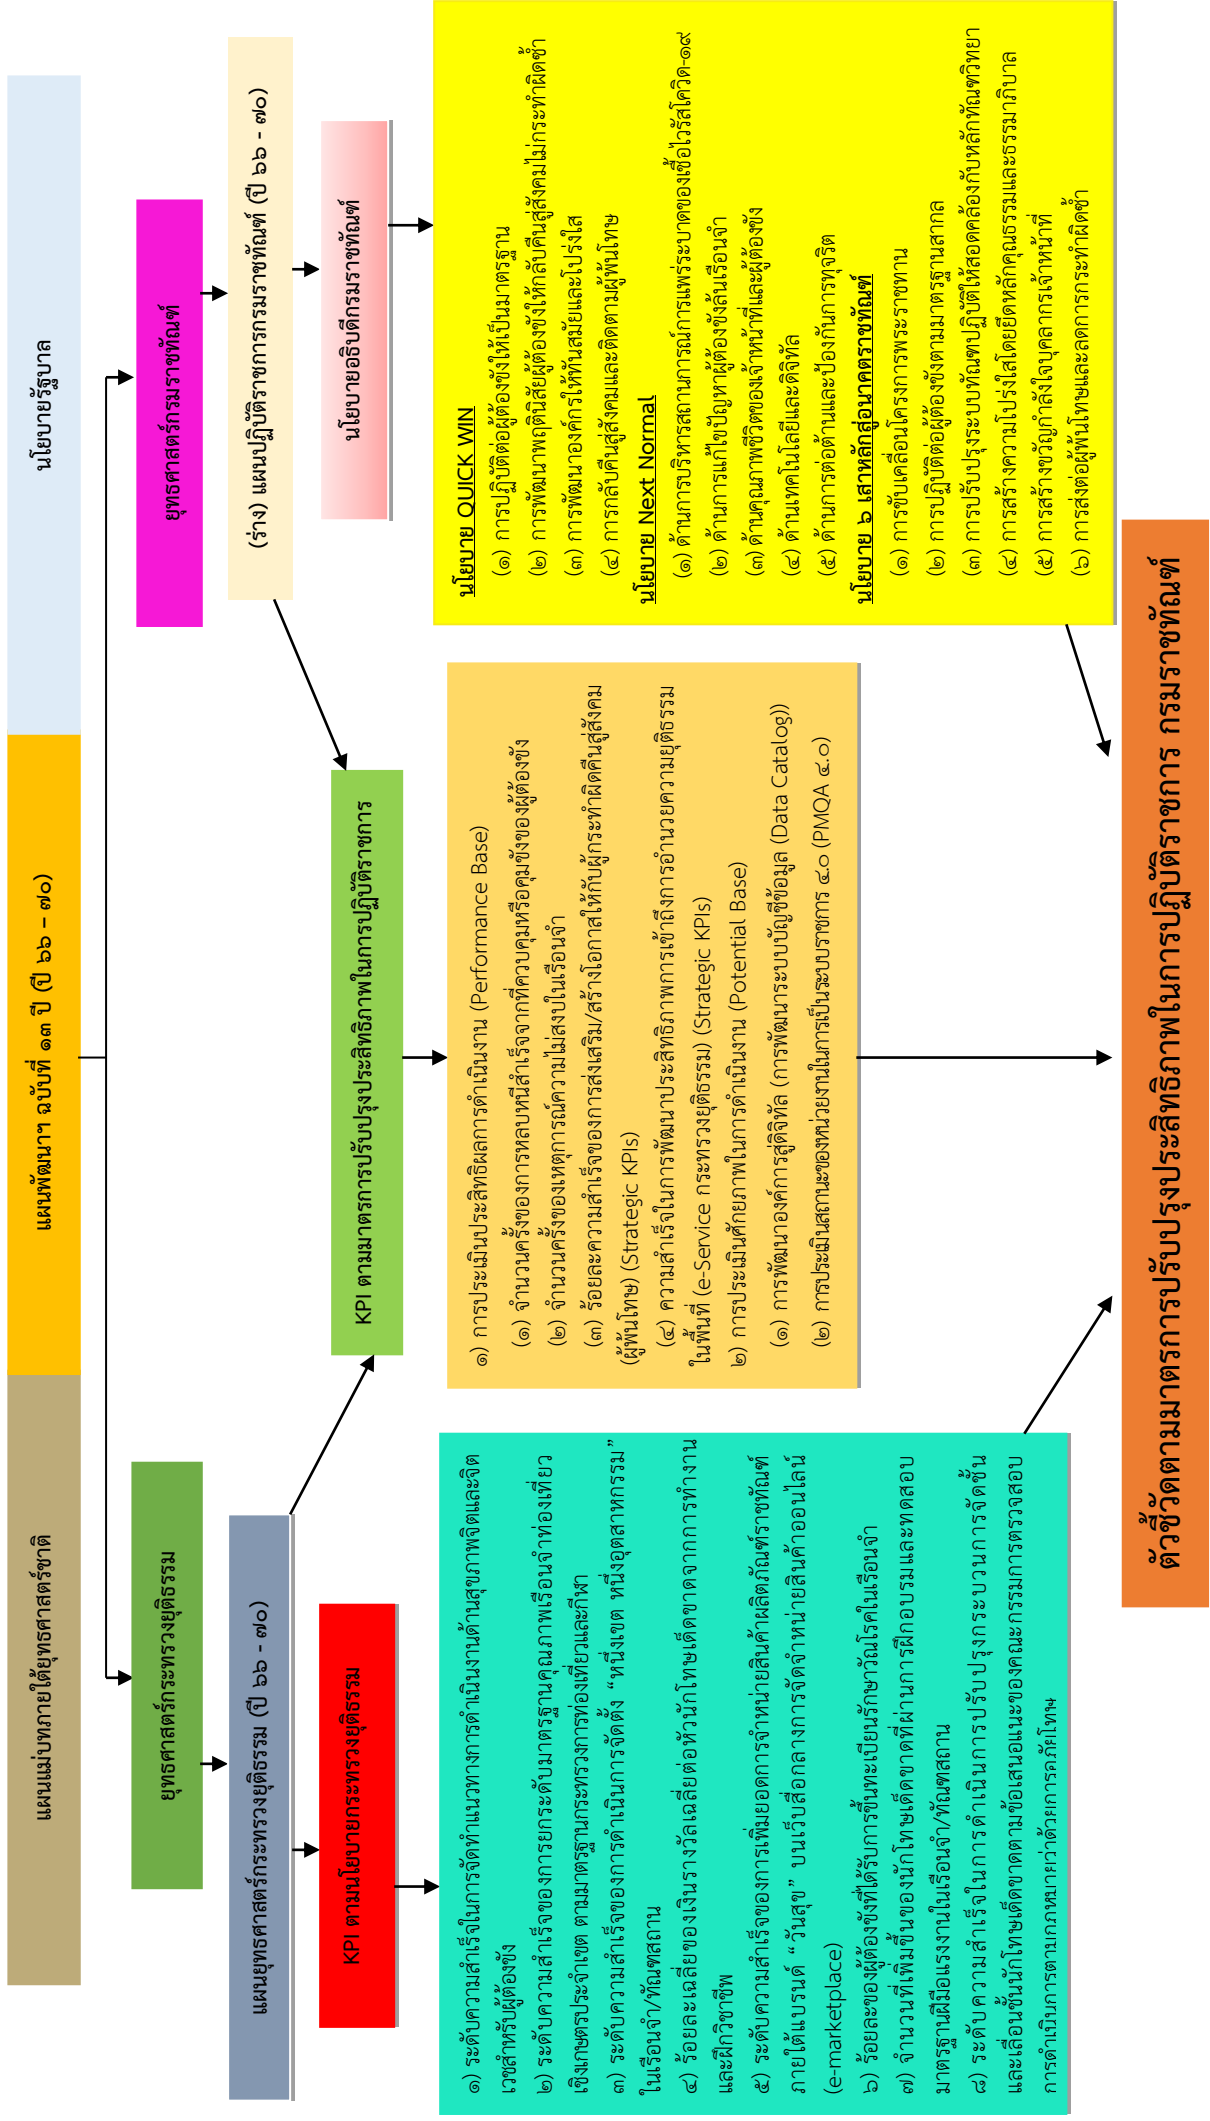 แผนแม่บทภายใต้ยุทธศาสตร์ชาติ
แผนพัฒนาฯ ฉบับที่ ๑๓ ปี (ปี ๖๖ – ๗๐)
นโยบายรัฐบาล
ยุทธศาสตร์กระทรวงยุติธรรม
ยุทธศาสตร์กรมราชทัณฑ์
แผนยุทธศาสตร์กระทรวงยุติธรรม (ปี ๖๖ - ๗๐)
(ร่าง) แผนปฏิบัติราชการกรมราชทัณฑ์ (ปี ๖๖ - ๗๐)
KPI ตามนโยบายกระทรวงยุติธรรม
KPI ตามมาตรการปรับปรุงประสิทธิภาพในการปฏิบัติราชการ
นโยบายอธิบดีกรมราชทัณฑ์
๑) ระดับความสำเร็จในการจัดทำแนวทางการดำเนินงานด้านสุขภาพจิตและจิต
เวชสำหรับผู้ต้องขัง
๒) ระดับความสำเร็จของการยกระดับมาตรฐานคุณภาพเรือนจำท่องเที่ยว
เชิงเกษตรประจำเขต ตามมาตรฐานกระทรวงการท่องเที่ยวและกีฬา
๓) ระดับความสำเร็จของการดำเนินการจัดตั้ง “หนึ่งเขต หนึ่งอุตสาหกรรม”
ในเรือนจำ/ทัณฑสถาน
๔) ร้อยละเฉลี่ยของเงินรางวัลเฉลี่ยต่อหัวนักโทษเด็ดขาดจากการทำงาน
และฝึกวิชาชีพ
๕) ระดับความสำเร็จของการเพิ่มยอดการจำหน่ายสินค้าผลิตภัณฑ์ราชทัณฑ์
ภายใต้แบรนด์ “วันสุข” บนเว็บสื่อกลางการจัดจำหน่ายสินค้าออนไลน์
(e-marketplace)
๖) ร้อยละของผู้ต้องขังที่ได้รับการขึ้นทะเบียนรักษาวัณโรคในเรือนจำ
๗) จำนวนที่เพิ่มขึ้นของนักโทษเด็ดขาดที่ผ่านการฝึกอบรมและทดสอบ
มาตรฐานฝีมือแรงงานในเรือนจำ/ทัณฑสถาน
๘) ระดับความสำเร็จในการดำเนินการปรับปรุงกระบวนการจัดชั้น
และเลื่อนชั้นนักโทษเด็ดขาดตามข้อเสนอแนะของคณะกรรมการตรวจสอบ
การดำเนินการตามกฎหมายว่าด้วยการอภัยโทษ
๑) การประเมินประสิทธิผลการดำเนินงาน (Performance Base)
(๑) จำนวนครั้งของการหลบหนีสำเร็จจากที่ควบคุมหรือคุมขังของผู้ต้องขัง
(๒) จำนวนครั้งของเหตุการณ์ความไม่สงบในเรือนจำ
(๓) ร้อยละความสำเร็จของการส่งเสริม/สร้างโอกาสให้กับผู้กระทำผิดคืนสู่สังคม
(ผู้พ้นโทษ) (Strategic KPIs)
(๔) ความสำเร็จในการพัฒนาประสิทธิภาพการเข้าถึงการอำนวยความยุติธรรม
ในพื้นที่ (e-Service กระทรวงยุติธรรม) (Strategic KPIs)
๒) การประเมินศักยภาพในการดำเนินงาน (Potential Base)
(๑) การพัฒนาองค์การสู่ดิจิทัล (การพัฒนาระบบบัญชีข้อมูล (Data Catalog))
(๒) การประเมินสถานะของหน่วยงานในการเป็นระบบราชการ ๔.๐ (PMQA ๔.๐)
นโยบาย QUICK WIN
(๑) การปฏิบัติต่อผู้ต้องขังให้เป็นมาตรฐาน
(๒) การพัฒนาพฤตินิสัยผู้ต้องขังให้กลับคืนสู่สังคมไม่กระทำผิดซ้ำ
(๓) การพัฒนาองค์กรให้ทันสมัยและโปร่งใส
(๔) การกลับคืนสู่สังคมและติดตามผู้พ้นโทษ
นโยบาย Next Normal
(๑) ด้านการบริหารสถานการณ์การแพร่ระบาดของเชื้อไวรัสโควิด-๑๙
(๒) ด้านการแก้ไขปัญหาผู้ต้องขังล้นเรือนจำ
(๓) ด้านคุณภาพชีวิตของเจ้าหน้าที่และผู้ต้องขัง
(๔) ด้านเทคโนโลยีและดิจิทัล
(๕) ด้านการต่อต้านและป้องกันการทุจริต
นโยบาย ๖ เสาหลักสู่อนาคตราชทัณฑ์
(๑) การขับเคลื่อนโครงการพระราชทาน
(๒) การปฏิบัติต่อผู้ต้องขังตามมาตรฐานสากล
(๓) การปรับปรุงระบบทัณฑปฏิบัติให้สอดคล้องกับหลักทัณฑวิทยา
(๔) การสร้างความโปร่งใสโดยยึดหลักคุณธรรมและธรรมาภิบาล
(๕) การสร้างขวัญกำลังใจบุคลากรเจ้าหน้าที่
(๖) การส่งต่อผู้พ้นโทษและลดการกระทำผิดซ้ำ
ตัวชี้วัดตามมาตรการปรับปรุงประสิทธิภาพในการปฏิบัติราชการ กรมราชทัณฑ์